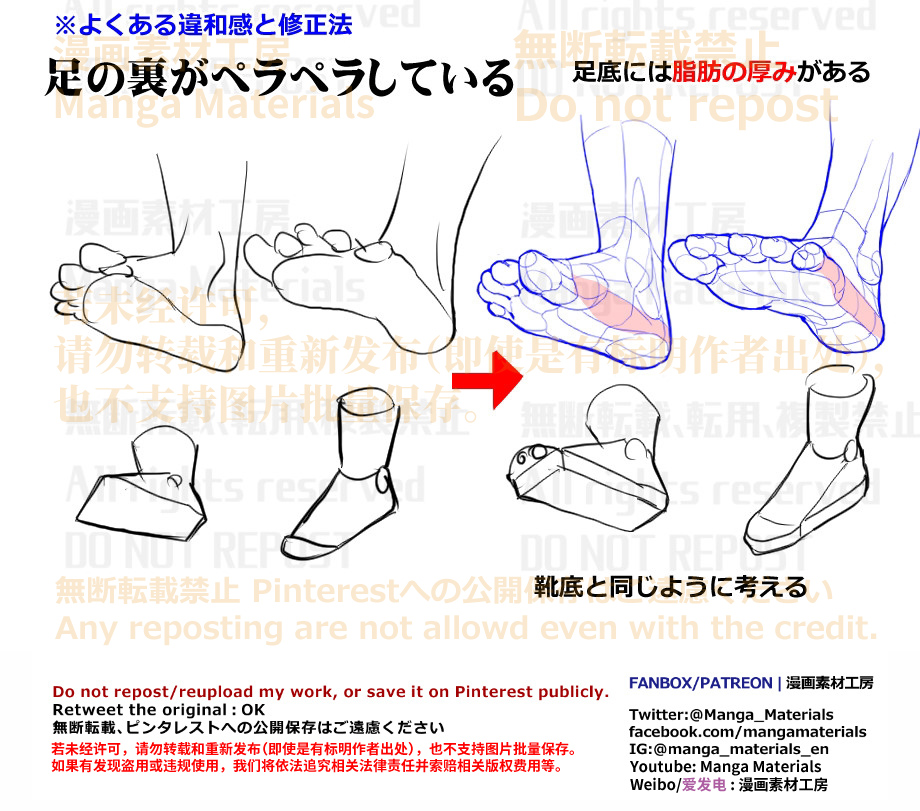 All rights reserved
※よくある違和感と修正法
漫画素材工房
無断転載禁止
足の裏がペラペラしている
足底には脂肪の厚みがある
Manga Materials
Do not repost
漫画素材工房
漫画素材工房
Manga Materials
Manga Materials
若未经许可，
请勿转载和重新发布（即使是有标明作者出处），
也不支持图片批量保存。
無断転載、転用、複製禁止
無断転載、転用、複製禁止
All rights reserved
All rights reserved
DO NOT REPOST
DO NOT REPOST
靴底と同じように考える
無断転載禁止 Pinterestへの公開保存はご遠慮ください
Any reposting are not allowd even with the credit.
Do not repost/reupload my work, or save it on Pinterest publicly.
Retweet the original : OK
無断転載、ピンタレストへの公開保存はご遠慮ください
若未经许可，请勿转载和重新发布（即使是有标明作者出处），也不支持图片批量保存。
如果有发现盗用或违规使用，我们将依法追究相关法律责任并索赔相关版权费用等。
FANBOX/PATREON | 漫画素材工房
Twitter:@Manga_Materials
facebook.com/mangamaterials
IG:@manga_materials_en
Youtube: Manga Materials
Weibo/爱发电 : 漫画素材工房